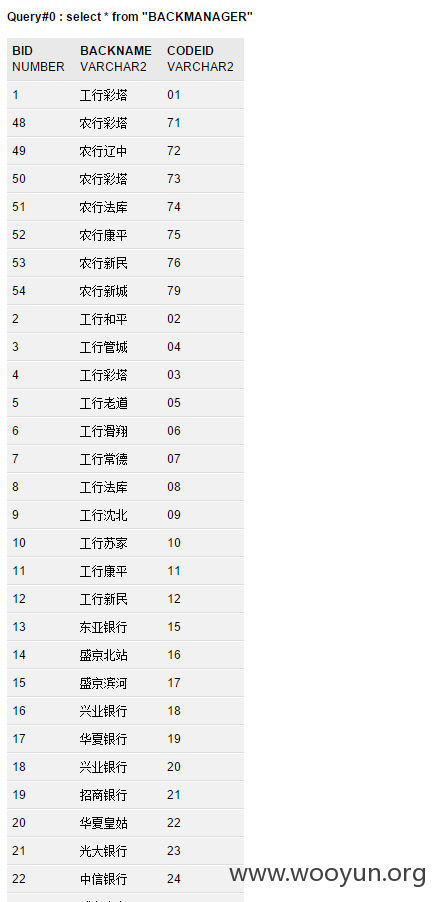 Query#0 : select * from "BACKMANAGER"
BID BACKNAME CODEID
NUMBER VARCHAR2 VARCHAR2
1 工行彩塔 01
48 农行彩塔 71
49 农行辽中 72
50 农行彩塔 73
51 农行法库 74
52 农行康平 75
53 农行新民 76
54 农行新城 79
2 工行和平 02
3 工行管城 04
4 工行彩塔 03
5 工行老道 05
6 工行滑翔 06
7 工行常德 07
8 工行法库 08
9 工行沈北 09
10 工行苏家 10
11 工行康平 11
12 工行新民 12
13 东亚银行 15
14 盛京北站 16
15 盛京滨河 17
16 兴业银行 18
17 华夏银行 19
18 兴业银行 20
19 招商银行 21
20 华夏皇姑 22
21 光大银行 23
22 中信银行 24
www.wooyun.org